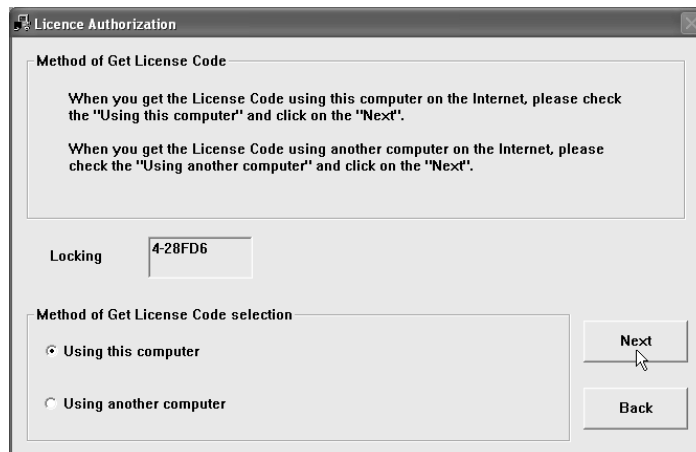 Licence Authorization
Method of Get License Code
When you get the License Code using this computer on the Internet, please check
the "Using this computer" and click on the "Next".
When you get the License Code using another computer on the Internet, please
check the "Using another computer" and click on the "Next".
Locking
4-28FD6
Method of Get License Code selection
Using this computer
Using another computer
Next
Back